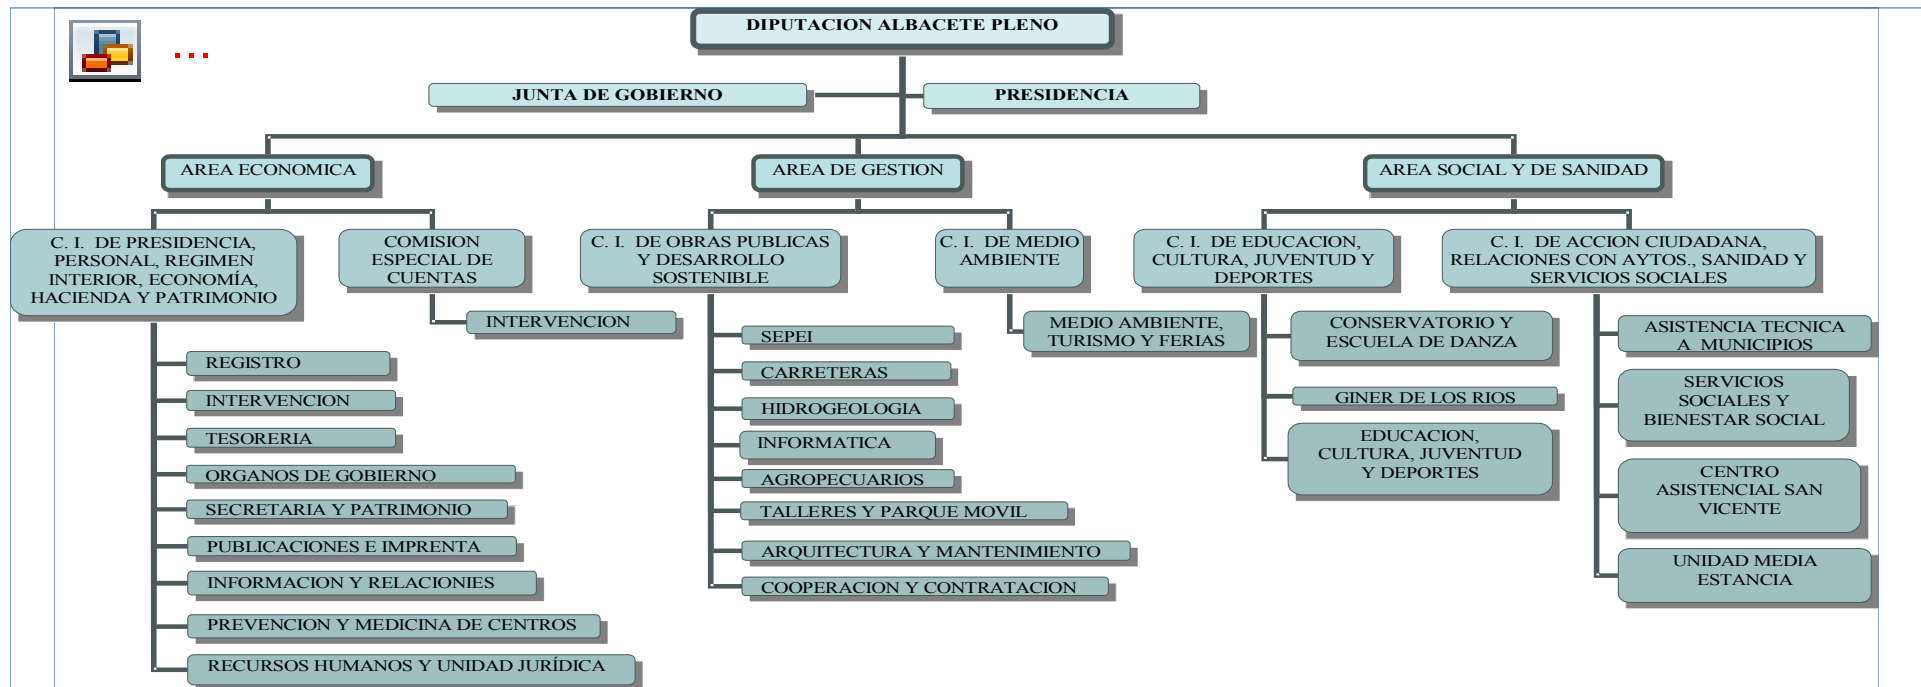 DIPUTACION ALBACETE PLENO
...
JUNTA DE GOBIERNO
PRESIDENCIA
AREA ECONOMICA
AREA DE GESTION
AREA SOCIAL Y DE SANIDAD
C. I. DE PRESIDENCIA,
PERSONAL, REGIMEN
INTERIOR, ECONOMÍA,
HACIENDA Y PATRIMONIO
COMISION
ESPECIAL DE
CUENTAS
C. I. DE OBRAS PUBLICAS
Y DESARROLLO
SOSTENIBLE
C. I. DE MEDIO
AMBIENTE
C. I. DE EDUCACION,
CULTURA, JUVENTUD Y
DEPORTES
C. I. DE ACCION CIUDADANA,
RELACIONES CON AYTOS., SANIDAD Y
SERVICIOS SOCIALES
REGISTRO
INTERVENCION
TESORERIA
ORGANOS DE GOBIERNO
SECRETARIA Y PATRIMONIO
PUBLICACIONES E IMPRENTA
INFORMACION Y RELACIONIES
PREVENCION Y MEDICINA DE CENTROS
RECURSOS HUMANOS Y UNIDAD JURÍDICA
INTERVENCION
SEPEI
CARRETERAS
HIDROGEOLOGIA
INFORMATICA
AGROPECUARIOS
TALLERES Y PARQUE MOVIL
ARQUITECTURA Y MANTENIMIENTO
COOPERACION Y CONTRATACION
MEDIO AMBIENTE,
TURISMO Y FERIAS
CONSERVATORIO Y
ESCUELA DE DANZA
GINER DE LOS RIOS
EDUCACION,
CULTURA, JUVENTUD
Y DEPORTES
ASISTENCIA TECNICA
A MUNICIPIOS
SERVICIOS
SOCIALES Y
BIENESTAR SOCIAL
CENTRO
ASISTENCIAL SAN
VICENTE
UNIDAD MEDIA
ESTANCIA